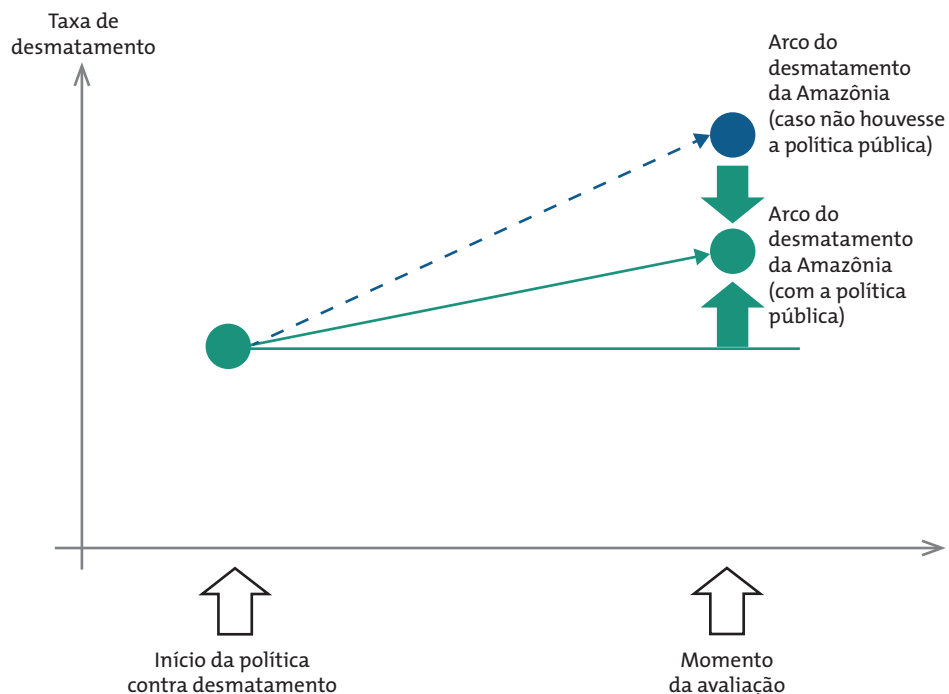 Taxa de
desmatamento
Arco do
desmatamento
da Amazônia
(caso não houvesse
a política pública)
Arco do
desmatamento
da Amazônia
(com a política
pública)
Início da política
contra desmatamento
Momento
da avaliação